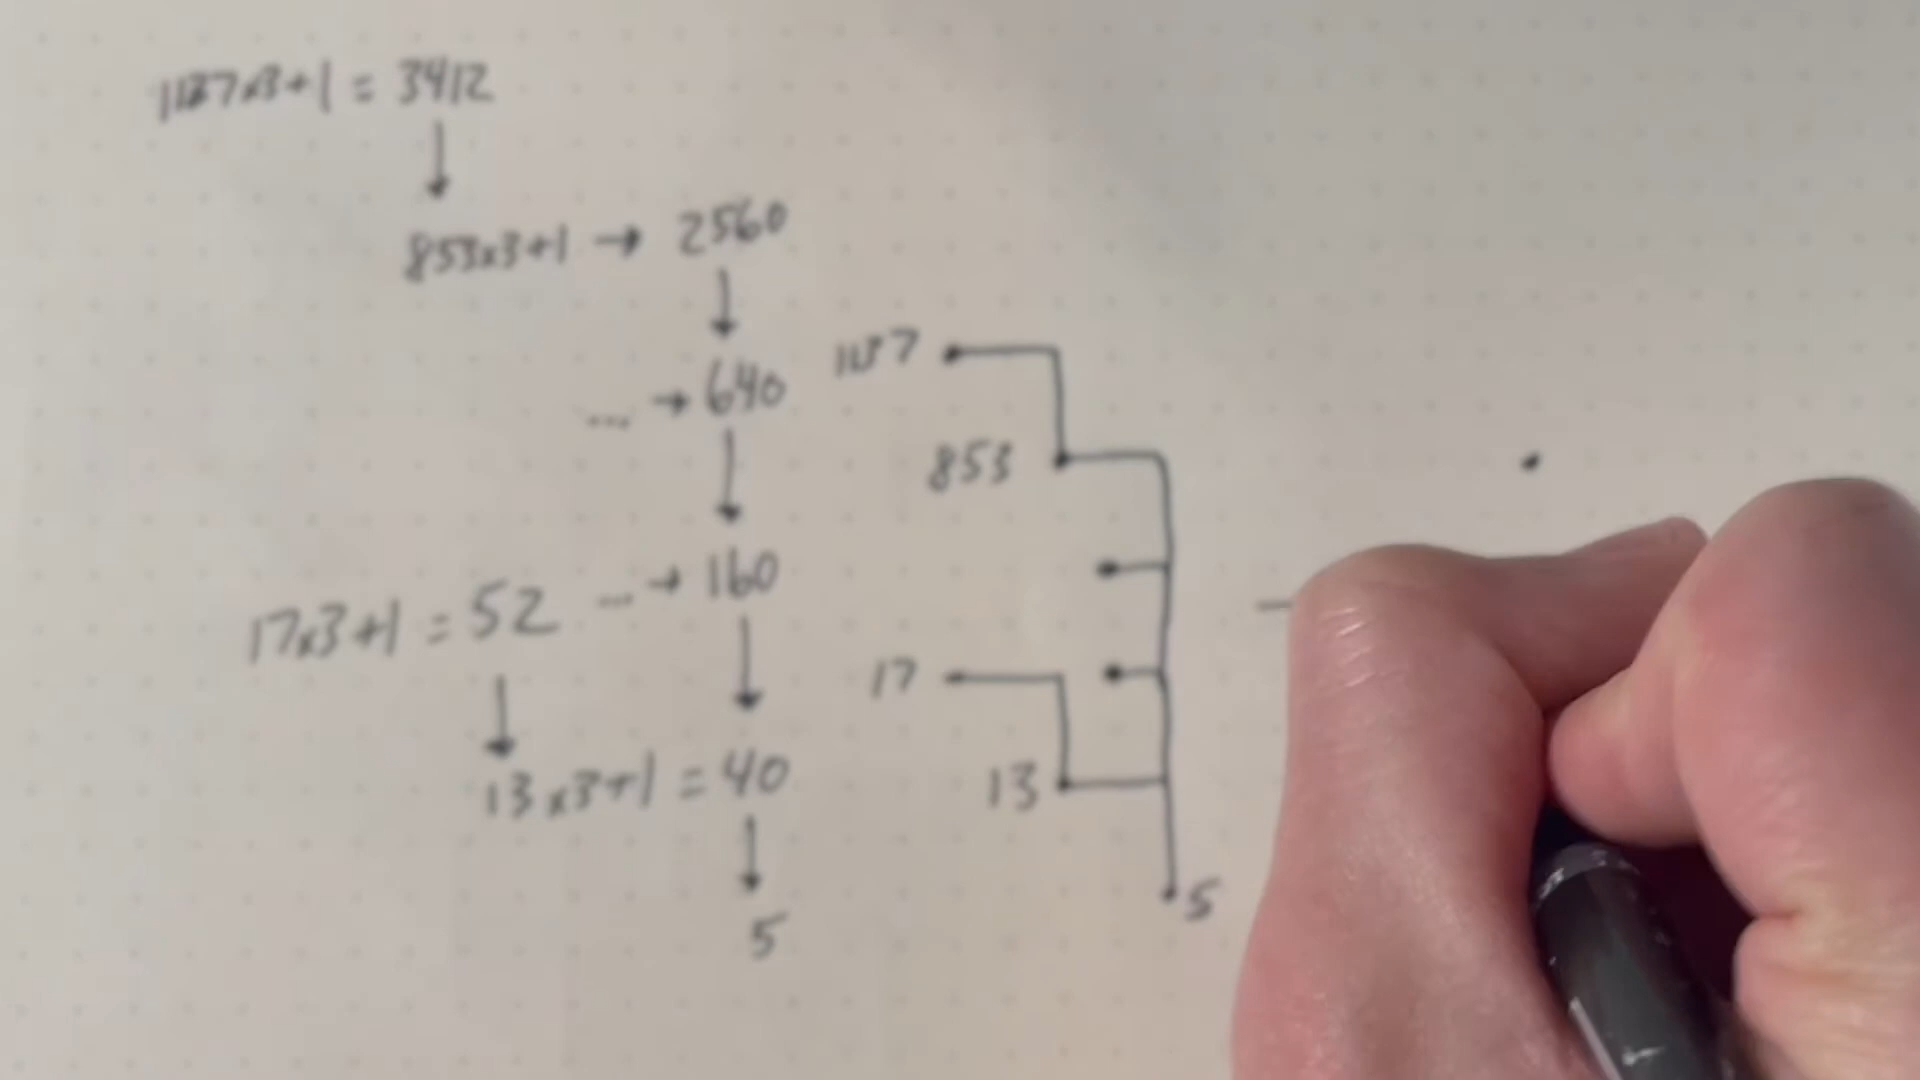 1137x3+1 = 3412
853x3+1 → 2560
... → 640
17x3+1 = 52 ... → 160
13x3+1 = 40
5
1137
853
17
13
5